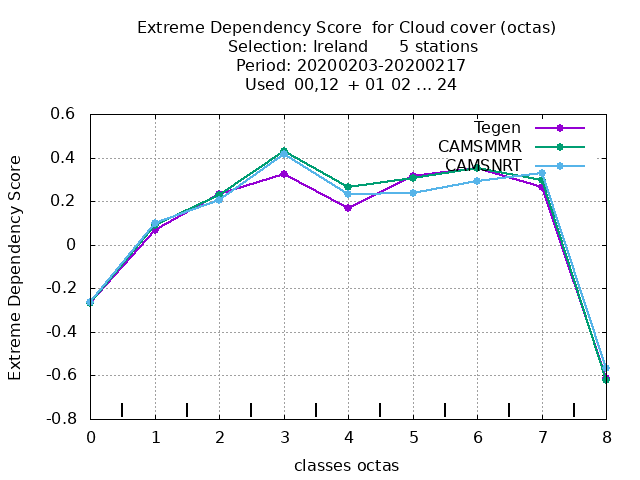 Extreme Dependency Score  for Cloud cover (octas)
Selection: Ireland      5 stations
Period: 20200203-20200217
Used  00,12  + 01 02 ... 24
Extreme Dependency Score
0.6
0.4
0.2
0
-0.2
-0.4
-0.6
-0.8
Tegen
CAMSMMR
CAMSNRT
0 1 2 3 4 5 6 7 8
classes octas